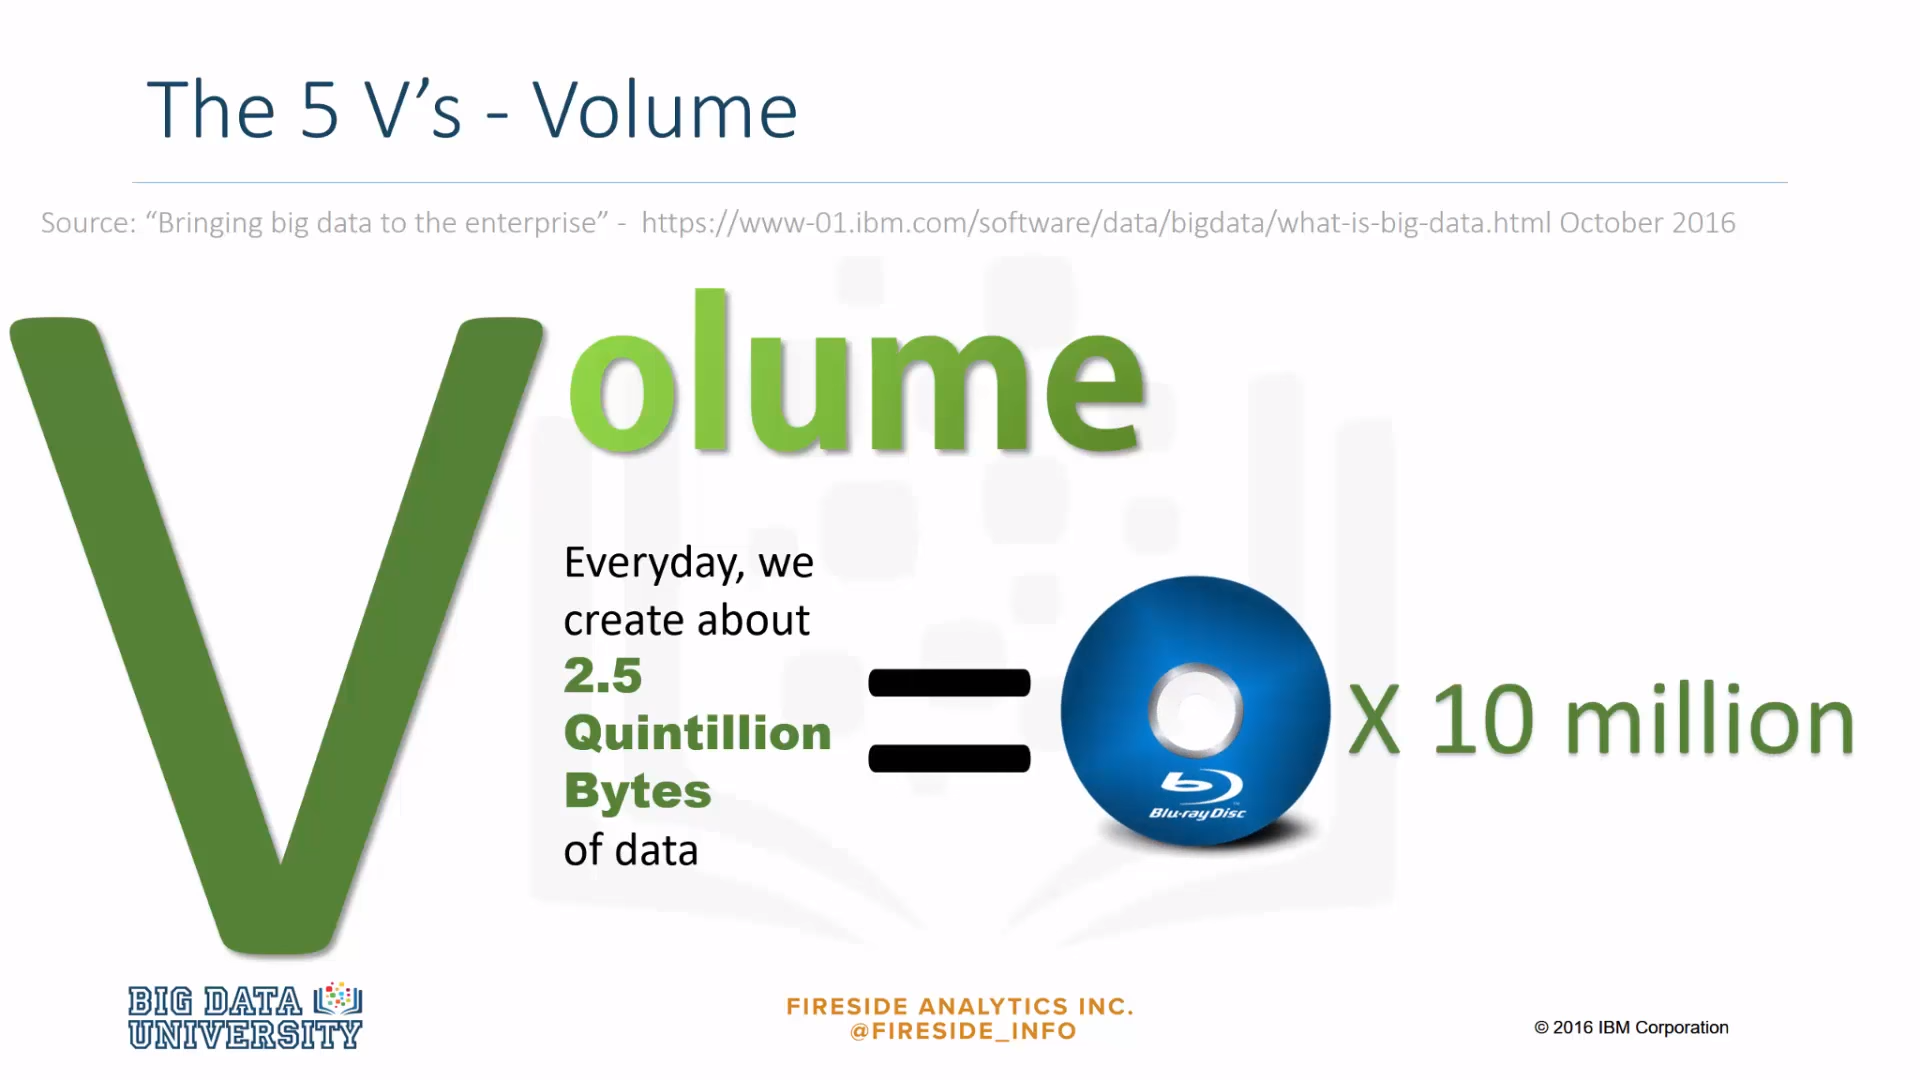 The 5 V’s - Volume
Source: “Bringing big data to the enterprise” - https://www-01.ibm.com/software/data/bigdata/what-is-big-data.html October 2016
Volume
Everyday, we
create about
2.5
Quintillion
Bytes
of data
=
Blu-ray Disc
™
X 10 million
BIG DATA
UNIVERSITY
FIRESIDE ANALYTICS INC.
@FIRESIDE_INFO
© 2016 IBM Corporation